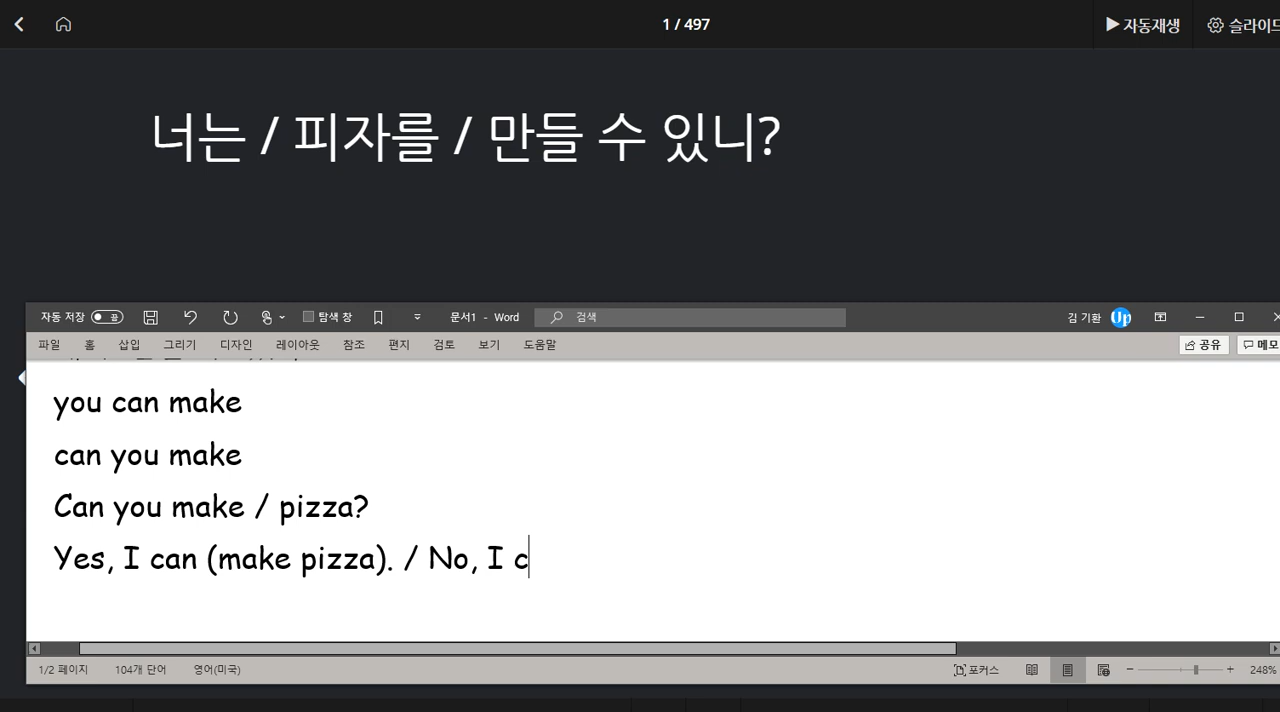 1 / 497
자동재생
슬라이드
너는 / 피자를 / 만들 수 있니?
자동 저장 끔
탐색 창
문서1 - Word
검색
김 기환
Up
파일 홈 삽입 그리기 디자인 레이아웃 참조 편지 검토 보기 도움말
공유
메모
you can make
can you make
Can you make / pizza?
Yes, I can (make pizza). / No, I c
1/2 페이지 104개 단어 영어(미국)
포커스
248%